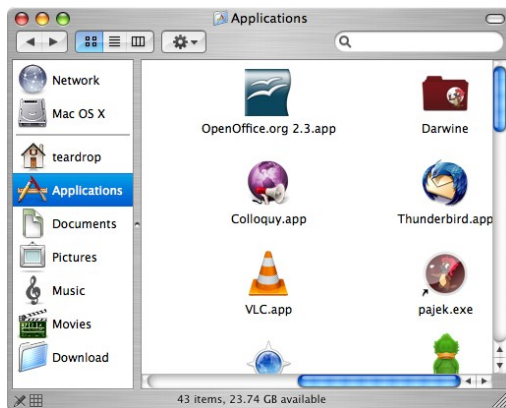 Applications
Network
Mac OS X
teardrop
Applications
Documents
Pictures
Music
Movies
Download
OpenOffice.org 2.3.app
Darwine
Colloquy.app
Thunderbird.app
VLC.app
pajek.exe
43 items, 23.74 GB available